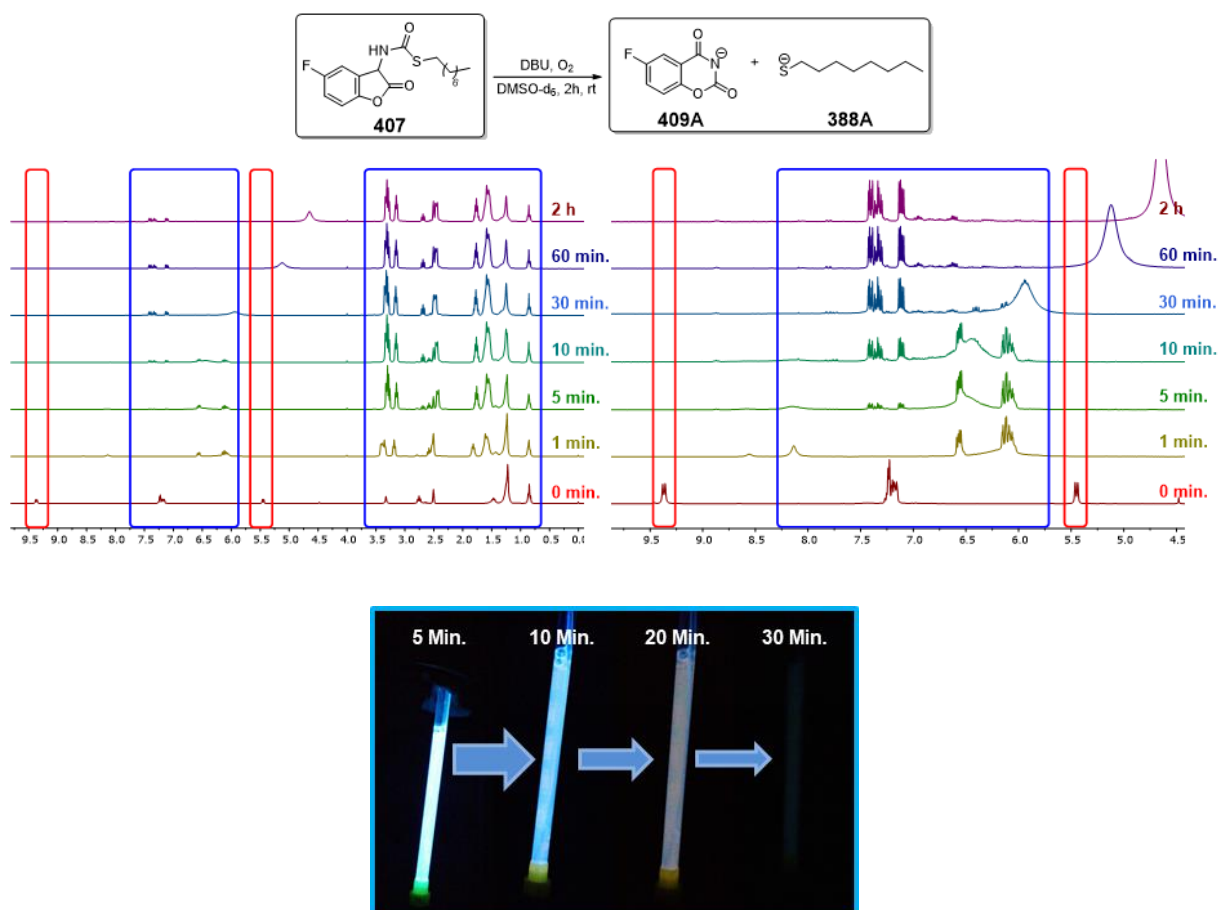 O
NH
S
6
F
O
O
407
DBU, O₂
DMSO-d₆, 2h, rt
O
F
N
⊖
O
O
409A
+
⊖
S
388A
2 h
60 min.
30 min.
10 min.
5 min.
1 min.
0 min.
9.5 9.0 8.5 8.0 7.5 7.0 6.5 6.0 5.5 5.0 4.5 4.0 3.5 3.0 2.5 2.0 1.5 1.0 0.5 0.0
2 h
60 min.
30 min.
10 min.
5 min.
1 min.
0 min.
9.5 9.0 8.5 8.0 7.5 7.0 6.5 6.0 5.5 5.0 4.5
5 Min. 10 Min. 20 Min. 30 Min.